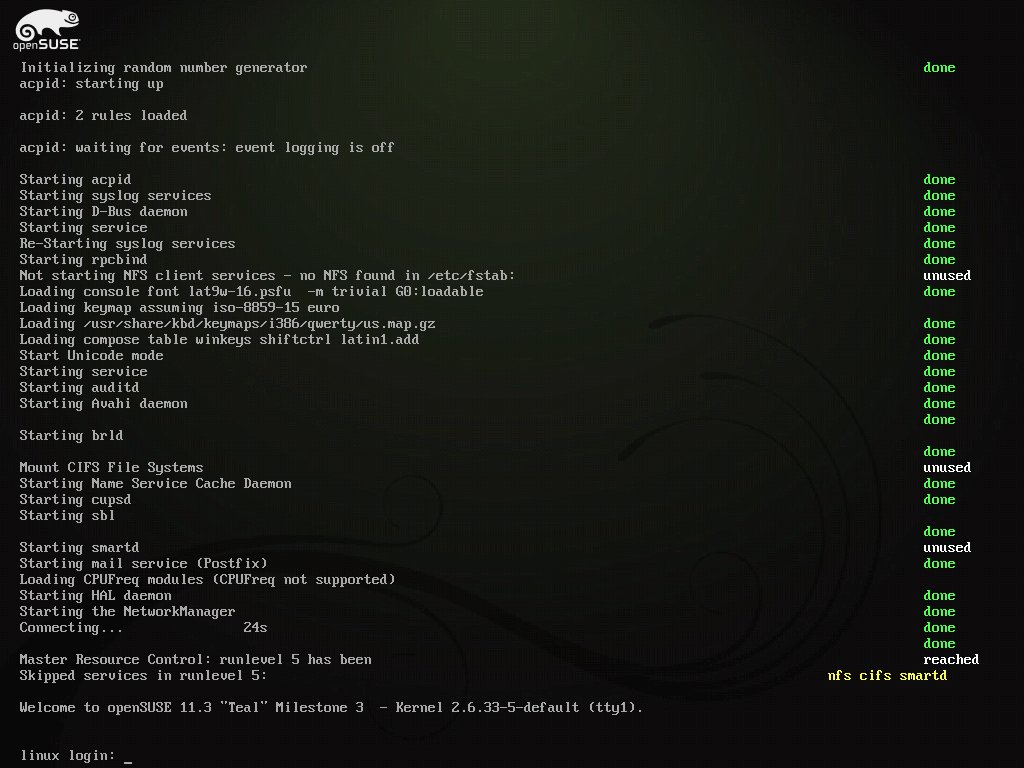 openSUSE
Initializing random number generator done
acpid: starting up
acpid: 2 rules loaded
acpid: waiting for events: event logging is off
Starting acpid done
Starting syslog services done
Starting D-Bus daemon done
Starting service done
Re-Starting syslog services done
Starting rpcbind done
Not starting NFS client services - no NFS found in /etc/fstab: unused
Loading console font lat9w-16.psfu  -m trivial G0:loadable done
Loading keymap assuming iso-8859-15 euro
Loading /usr/share/kbd/keymaps/i386/qwerty/us.map.gz done
Loading compose table winkeys shiftctrl latin1.add done
Start Unicode mode done
Starting service done
Starting auditd done
Starting Avahi daemon done
done
Starting brld
done
Mount CIFS File Systems unused
Starting Name Service Cache Daemon done
Starting cupsd done
Starting sbl
done
Starting smartd unused
Starting mail service (Postfix) done
Loading CPUFreq modules (CPUFreq not supported)
Starting HAL daemon done
Starting the NetworkManager done
Connecting... 24s done
done
Master Resource Control: runlevel 5 has been reached
Skipped services in runlevel 5: nfs cifs smartd
Welcome to openSUSE 11.3 "Teal" Milestone 3  - Kernel 2.6.33-5-default (tty1).
linux login: _